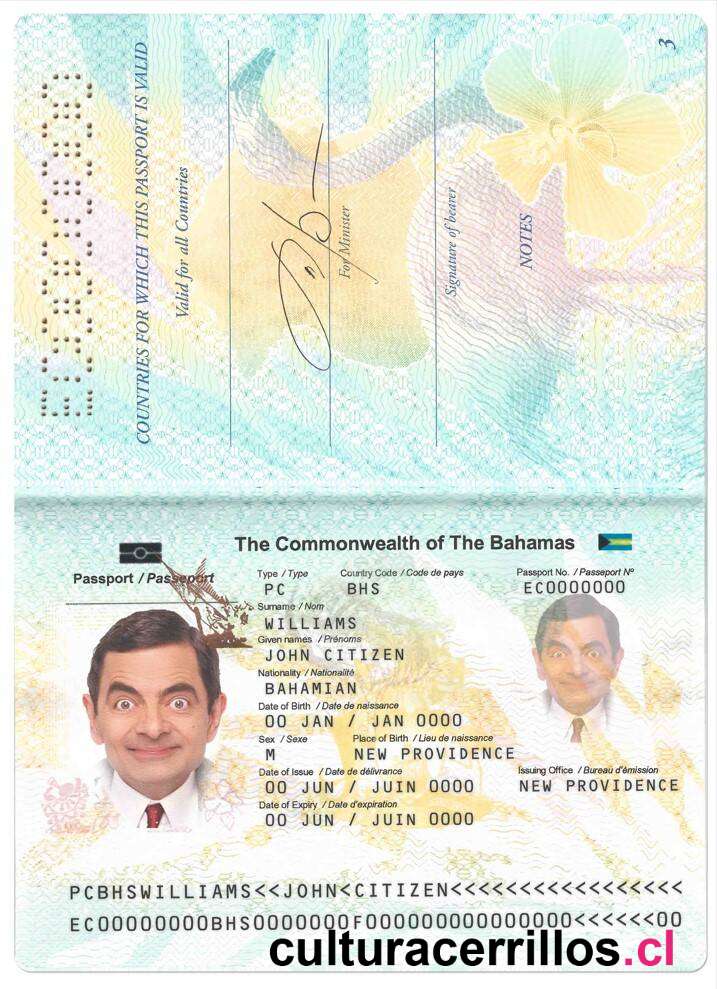 3
COUNTRIES FOR WHICH THIS PASSPORT IS VALID
Valid for all Countries
For Minister
Signature of bearer
NOTES
The Commonwealth of The Bahamas
Passport / Passeport
Type / Type Country Code / Code de pays Passport No. / Passeport Nº
PC BHS EC0000000
Surname / Nom
WILLIAMS
Given names / Prénoms
JOHN CITIZEN
Nationality / Nationalité
BAHAMIAN
Date of Birth / Date de naissance
00 JAN / JAN 0000
Sex / Sexe Place of Birth / Lieu de naissance
M NEW PROVIDENCE
Date of Issue / Date de délivrance Issuing Office / Bureau d'émission
00 JUN / JUIN 0000 NEW PROVIDENCE
Date of Expiry / Date d'expiration
00 JUN / JUIN 0000
PCBHSWILLIAMS<<JOHN<CITIZEN<<<<<<<<<<<<<<<<<
EC00000000BHS0000000F000000000000000<<<<<<00
culturacerrillos.cl